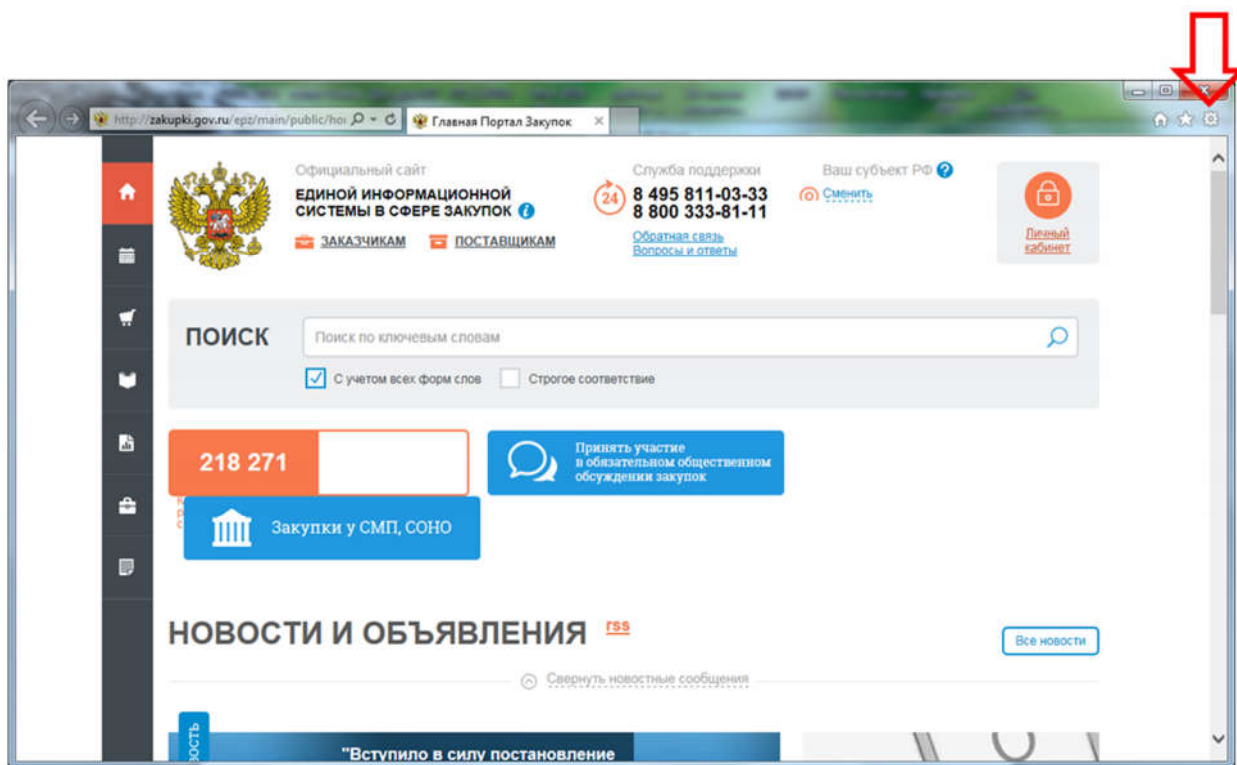 http://zakupki.gov.ru/epz/main/public/hoi
Главная Портал Закупок
Официальный сайт
ЕДИНОЙ ИНФОРМАЦИОННОЙ
СИСТЕМЫ В СФЕРЕ ЗАКУПОК
ЗАКАЗЧИКАМ ПОСТАВЩИКАМ
24
Служба поддержки
8 495 811-03-33
8 800 333-81-11
Обратная связь
Вопросы и ответы
Ваш субъект РФ ?
Сменить
Личный
кабинет
ПОИСК
Поиск по ключевым словам
С учетом всех форм слов Строгое соответствие
218 271
Принять участие
в обязательном общественном
обсуждении закупок
Закупки у СМП, СОНО
НОВОСТИ И ОБЪЯВЛЕНИЯ rss
Все новости
Свернуть новостные сообщения
"Вступило в силу постановление